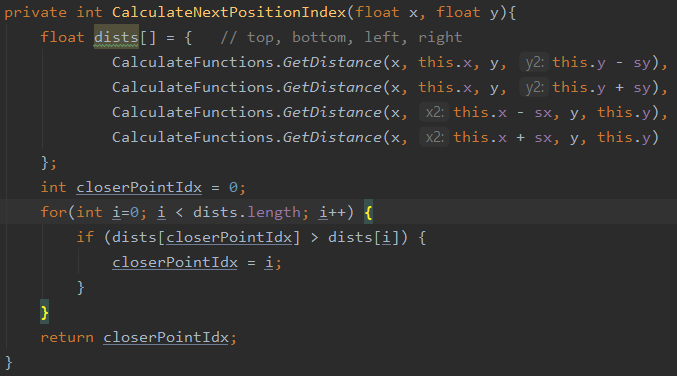 private int CalculateNextPositionIndex(float x, float y){
    float dists[] = {   // top, bottom, left, right
            CalculateFunctions.GetDistance(x, this.x, y, y2: this.y - sy),
            CalculateFunctions.GetDistance(x, this.x, y, y2: this.y + sy),
            CalculateFunctions.GetDistance(x, x2: this.x - sx, y, this.y),
            CalculateFunctions.GetDistance(x, x2: this.x + sx, y, this.y)
    };
    int closerPointIdx = 0;
    for(int i=0; i < dists.length; i++) {
        if (dists[closerPointIdx] > dists[i]) {
            closerPointIdx = i;
        }
    }
    return closerPointIdx;
}